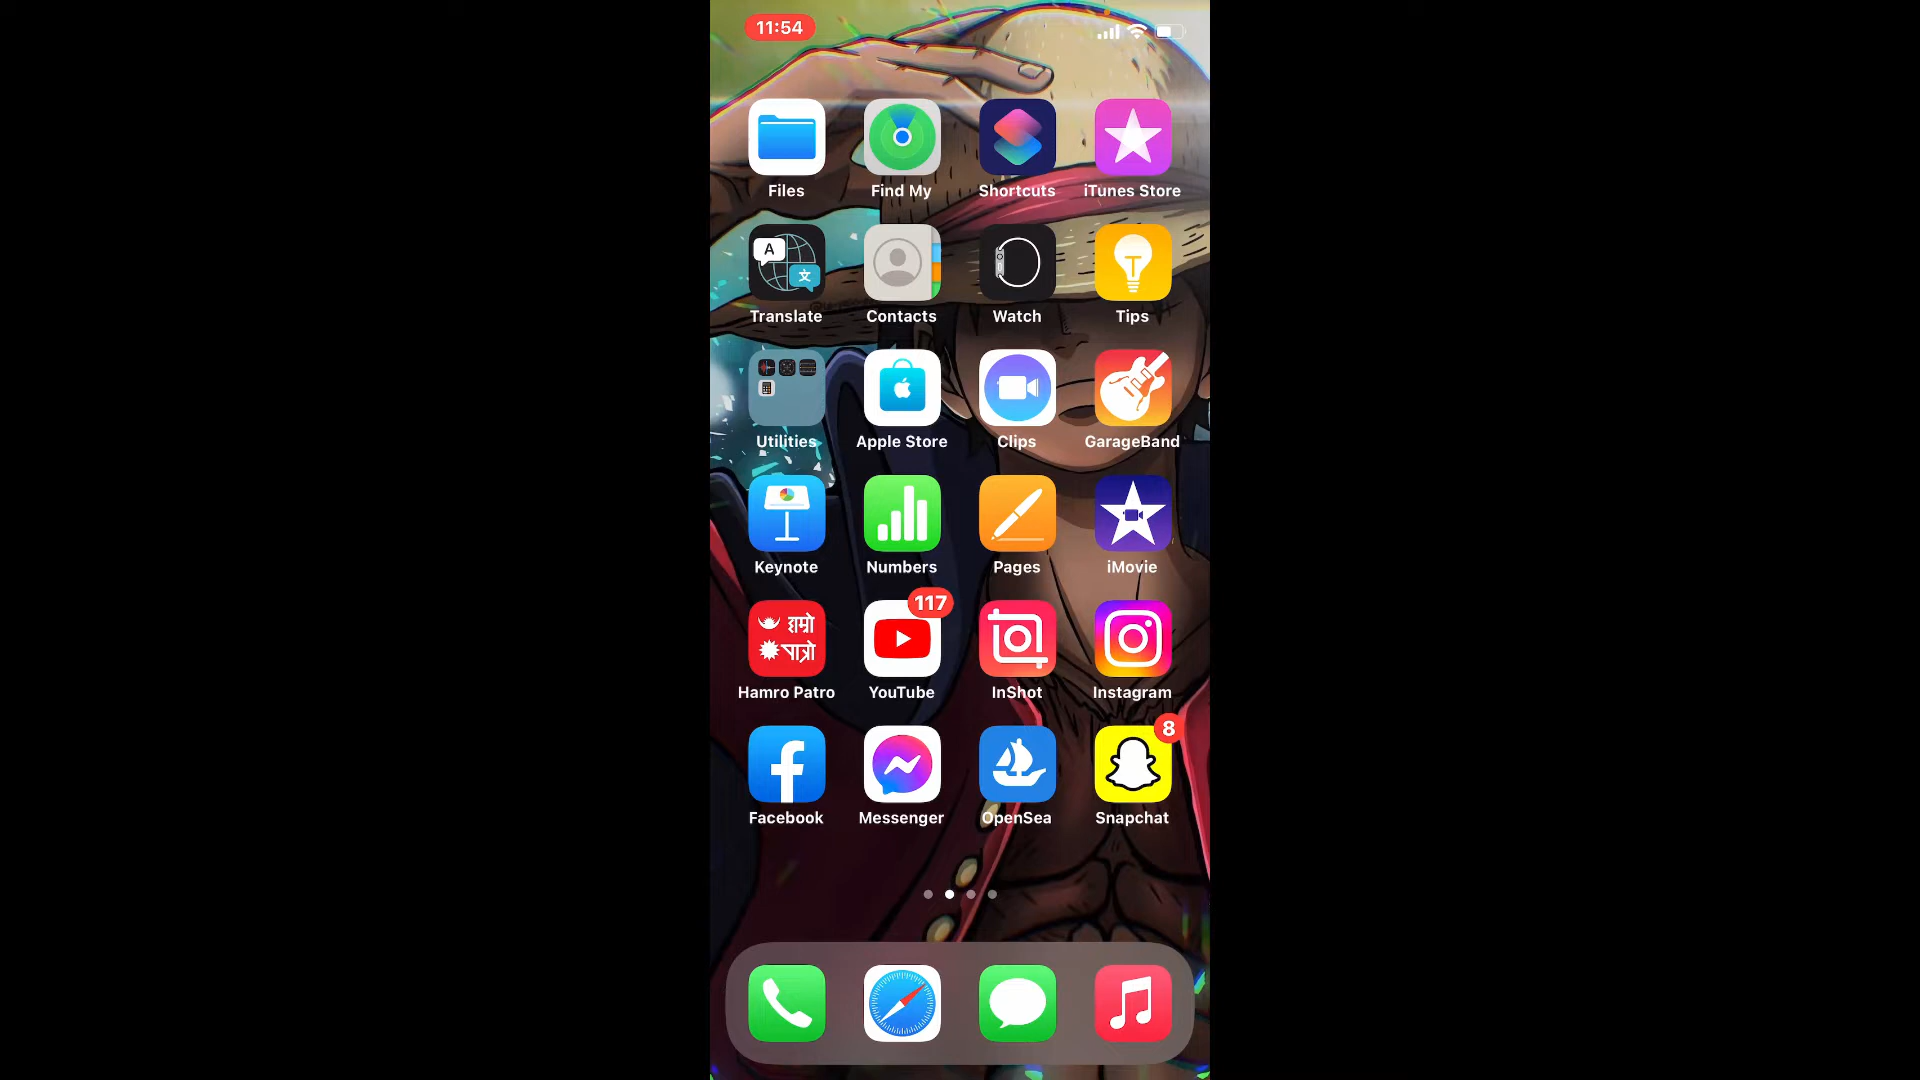 11:54
Files Find My Shortcuts iTunes Store
A 文
Translate Contacts Watch Tips
Utilities Apple Store Clips GarageBand
Keynote Numbers Pages iMovie
117
हाम्रो
पात्रो
Hamro Patro YouTube InShot Instagram
8
Facebook Messenger OpenSea Snapchat